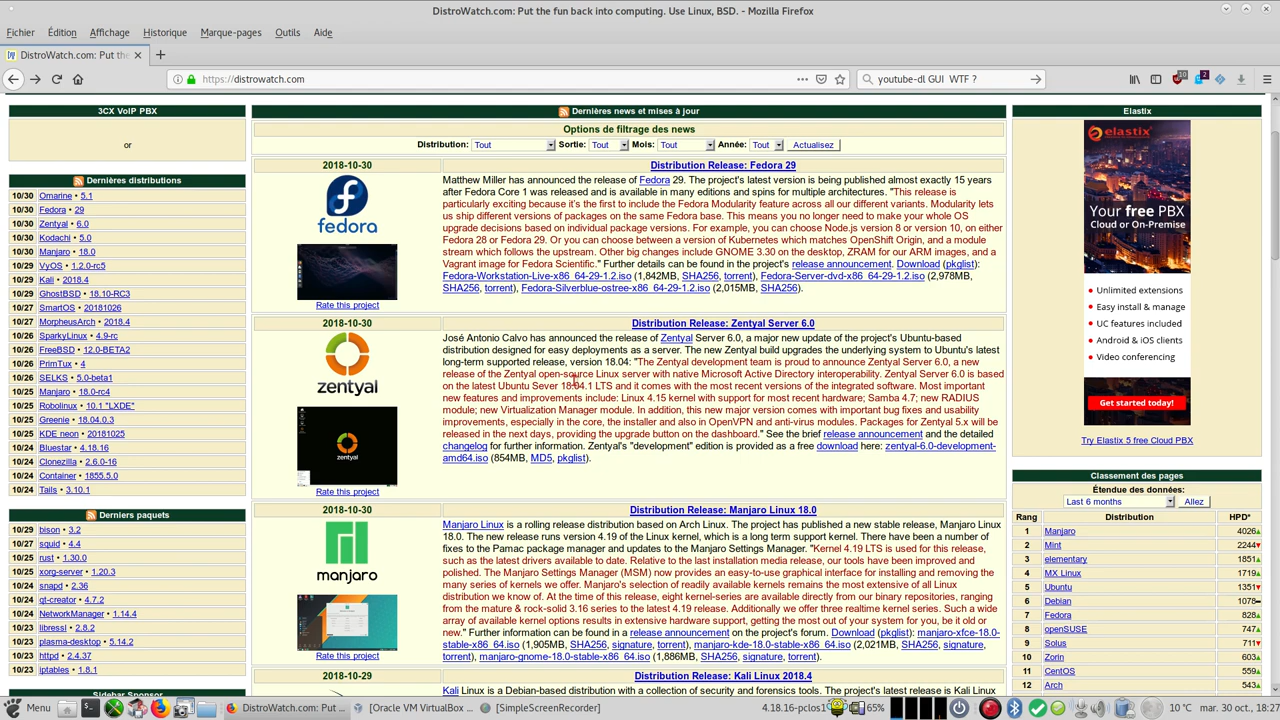 DistroWatch.com: Put the fun back into computing. Use Linux, BSD. - Mozilla Firefox
Fichier Édition Affichage Historique Marque-pages Outils Aide
DistroWatch.com: Put the
https://distrowatch.com
youtube-dl GUI WTF ?
10
2
3CX VoIP PBX
or
Dernières distributions
10/30 Omarine • 5.1
10/30 Fedora • 29
10/30 Zentyal • 6.0
10/30 Kodachi • 5.0
10/30 Manjaro • 18.0
10/29 VyOS • 1.2.0-rc5
10/29 Kali • 2018.4
10/29 GhostBSD • 18.10-RC3
10/27 SmartOS • 20181026
10/27 MorpheusArch • 2018.4
10/26 SparkyLinux • 4.9-rc
10/26 FreeBSD • 12.0-BETA2
10/26 PrimTux • 4
10/26 SELKS • 5.0-beta1
10/25 Manjaro • 18.0-rc4
10/25 Robolinux • 10.1 "LXDE"
10/25 Greenie • 18.04.0.3
10/25 KDE neon • 20181025
10/24 Bluestar • 4.18.16
10/24 Clonezilla • 2.6.0-16
10/24 Container • 1855.5.0
10/24 Tails • 3.10.1
Derniers paquets
10/29 bison • 3.2
10/27 squid • 4.4
10/25 rust • 1.30.0
10/25 xorg-server • 1.20.3
10/24 snapd • 2.36
10/24 qt-creator • 4.7.2
10/24 NetworkManager • 1.14.4
10/24 libressl • 2.8.2
10/23 plasma-desktop • 5.14.2
10/23 httpd • 2.4.37
10/23 iptables • 1.8.1
Sidebar Sponsor
Dernières news et mises à jour
Options de filtrage des news
Distribution: Tout Sortie: Tout Mois: Tout Année: Tout Actualisez
2018-10-30 Distribution Release: Fedora 29
fedora
Rate this project
Matthew Miller has announced the release of Fedora 29. The project's latest version is being published almost exactly 15 years
after Fedora Core 1 was released and is available in many editions and spins for multiple architectures. "This release is
particularly exciting because it's the first to include the Fedora Modularity feature across all our different variants. Modularity lets
us ship different versions of packages on the same Fedora base. This means you no longer need to make your whole OS
upgrade decisions based on individual package versions. For example, you can choose Node.js version 8 or version 10, on either
Fedora 28 or Fedora 29. Or you can choose between a version of Kubernetes which matches OpenShift Origin, and a module
stream which follows the upstream. Other big changes include GNOME 3.30 on the desktop, ZRAM for our ARM images, and a
Vagrant image for Fedora Scientific." Further details can be found in the project's release announcement. Download (pkglist):
Fedora-Workstation-Live-x86_64-29-1.2.iso (1,842MB, SHA256, torrent), Fedora-Server-dvd-x86_64-29-1.2.iso (2,978MB,
SHA256, torrent), Fedora-Silverblue-ostree-x86_64-29-1.2.iso (2,015MB, SHA256).
2018-10-30 Distribution Release: Zentyal Server 6.0
zentyal
zentyal
Rate this project
José Antonio Calvo has announced the release of Zentyal Server 6.0, a major new update of the project's Ubuntu-based
distribution designed for easy deployments as a server. The new Zentyal build upgrades the underlying system to Ubuntu's latest
long-term supported release, version 18.04: "The Zentyal development team is proud to announce Zentyal Server 6.0, a new
release of the Zentyal open-source Linux server with native Microsoft Active Directory interoperability. Zentyal Server 6.0 is based
on the latest Ubuntu Sever 18.04.1 LTS and it comes with the most recent versions of the integrated software. Most important
new features and improvements include: Linux 4.15 kernel with support for most recent hardware; Samba 4.7; new RADIUS
module; new Virtualization Manager module. In addition, this new major version comes with important bug fixes and usability
improvements, especially in the core, the installer and also in OpenVPN and anti-virus modules. Packages for Zentyal 5.x will be
released in the next days, providing the upgrade button on the dashboard." See the brief release announcement and the detailed
changelog for further information. Zentyal's "development" edition is provided as a free download here: zentyal-6.0-development-
amd64.iso (854MB, MD5, pkglist).
2018-10-30 Distribution Release: Manjaro Linux 18.0
manjaro
Rate this project
Manjaro Linux is a rolling release distribution based on Arch Linux. The project has published a new stable release, Manjaro Linux
18.0. The new release runs version 4.19 of the Linux kernel, which is a long term support kernel. There have been a number of
fixes to the Pamac package manager and updates to the Manjaro Settings Manager. "Kernel 4.19 LTS is used for this release,
such as the latest drivers available to date. Relative to the last installation media release, our tools have been improved and
polished. The Manjaro Settings Manager (MSM) now provides an easy-to-use graphical interface for installing and removing the
many series of kernels we offer. Manjaro's selection of readily available kernels remains the most extensive of all Linux
distribution we know of. At the time of this release, eight kernel-series are available directly from our binary repositories, ranging
from the mature & rock-solid 3.16 series to the latest 4.19 release. Additionally we offer three realtime kernel series. Such a wide
array of available kernel options results in extensive hardware support, getting the most out of your system for you, be it old or
new." Further information can be found in a release announcement on the project's forum. Download (pkglist): manjaro-xfce-18.0-
stable-x86_64.iso (1,905MB, SHA256, signature, torrent), manjaro-kde-18.0-stable-x86_64.iso (2,021MB, SHA256, signature,
torrent), manjaro-gnome-18.0-stable-x86_64.iso (1,886MB, SHA256, signature, torrent).
2018-10-29 Distribution Release: Kali Linux 2018.4
Kali Linux is a Debian-based distribution with a collection of security and forensics tools. The project's latest release is Kali Linux
Elastix
elastix
Your free PBX
Cloud or On-Premise
Unlimited extensions
Easy install & manage
UC features included
Android & iOS clients
Video conferencing
Get started today!
Try Elastix 5 free Cloud PBX
Classement des pages
Étendue des données:
Last 6 months Allez
Rang Distribution HPD*
1 Manjaro 4026
2 Mint 2244
3 elementary 1851
4 MX Linux 1719
5 Ubuntu 1535
6 Debian 1078
7 Fedora 828
8 openSUSE 747
9 Solus 711
10 Zorin 603
11 CentOS 559
12 Arch 545
Menu DistroWatch.com: Put ... [Oracle VM VirtualBox ... [SimpleScreenRecorder] 4.18.16-pclos1 65% 10 °C mar. 30 oct., 18:27